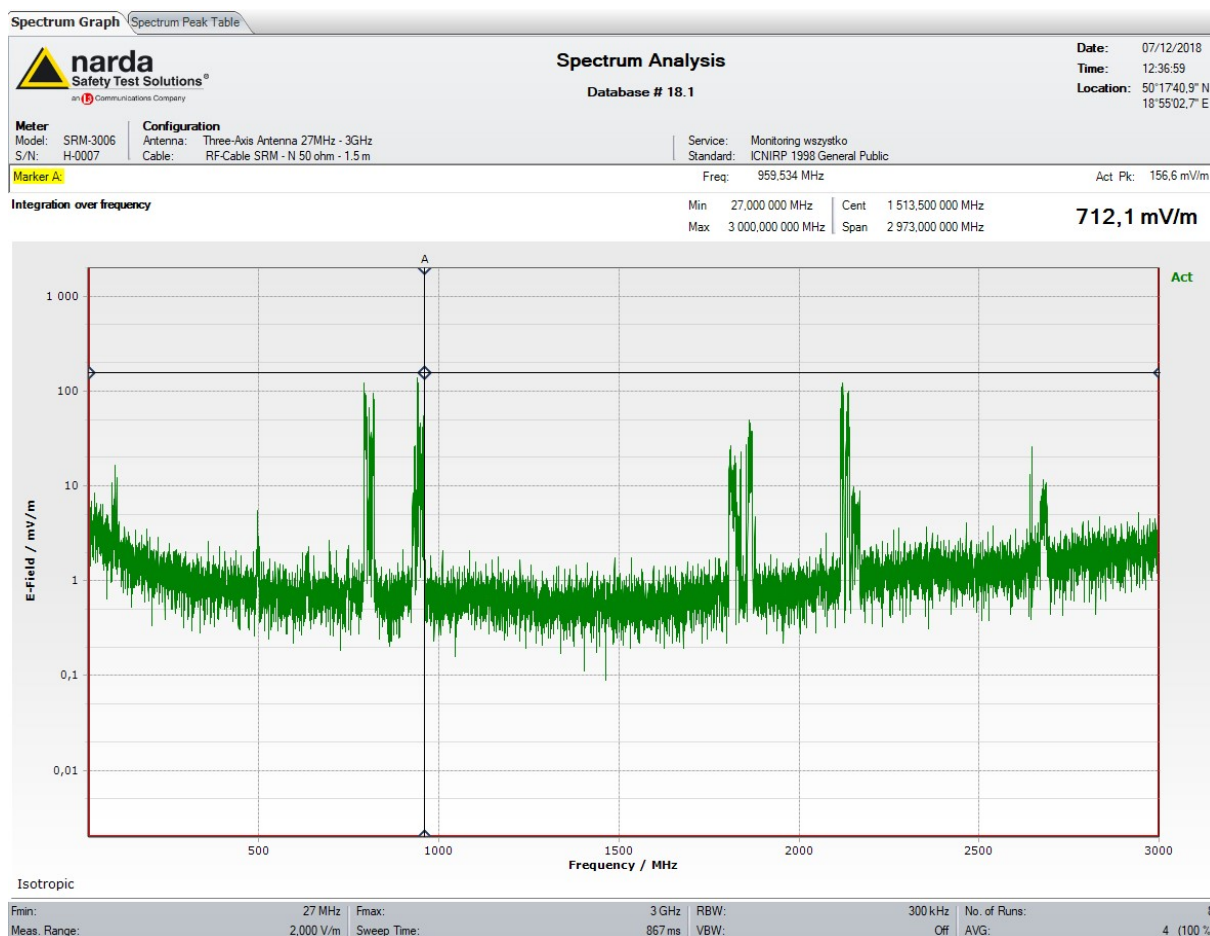 Spectrum Graph Spectrum Peak Table
narda
Safety Test Solutions®
an L3 Communications Company
Spectrum Analysis
Database # 18.1
Date: 07/12/2018
Time: 12:36:59
Location: 50°17'40,9" N
18°55'02,7" E
Meter
Model: SRM-3006
S/N: H-0007
Configuration
Antenna: Three-Axis Antenna 27MHz - 3GHz
Cable: RF-Cable SRM - N 50 ohm - 1.5 m
Service: Monitoring wszystko
Standard: ICNIRP 1998 General Public
Marker A: Freq: 959,534 MHz Act Pk: 156,6 mV/m
Integration over frequency
Min 27,000 000 MHz Cent 1 513,500 000 MHz
Max 3 000,000 000 MHz Span 2 973,000 000 MHz
712,1 mV/m
A
Act
1 000
100
10
1
0,1
0,01
E-Field / mV/m
500 1000 1500 2000 2500 3000
Frequency / MHz
Isotropic
Fmin: 27 MHz Fmax: 3 GHz RBW: 300 kHz No. of Runs:
Meas. Range: 2,000 V/m Sweep Time: 867 ms VBW: Off AVG: 4 (100 %